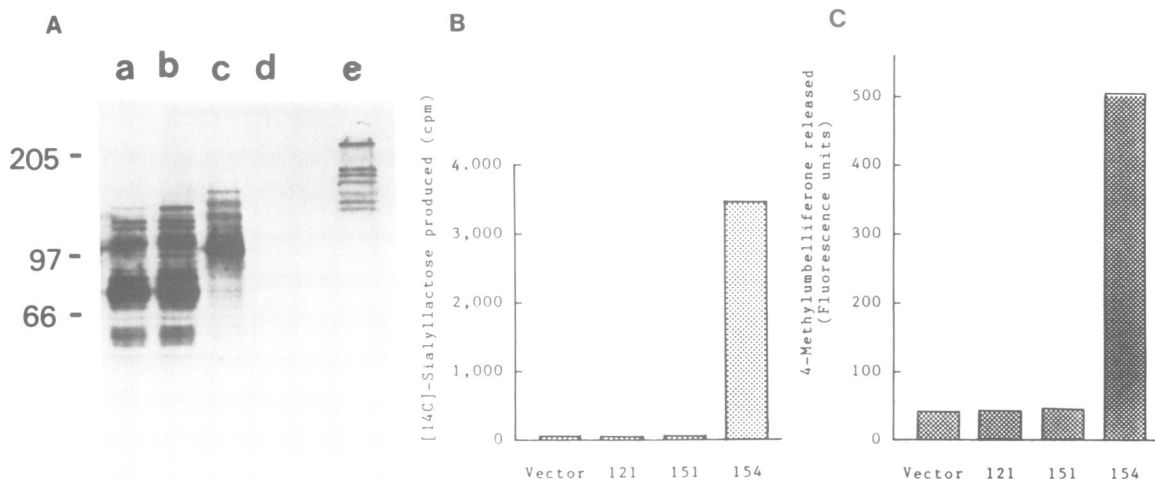 A
a b c d e
205
97
66
B
[14C]-Sialyllactose produced (cpm)
4,000
3,000
2,000
1,000
0
Vector 121 151 154
C
4-Methylumbelliferone released
(Fluorescence units)
500
400
300
200
100
0
Vector 121 151 154